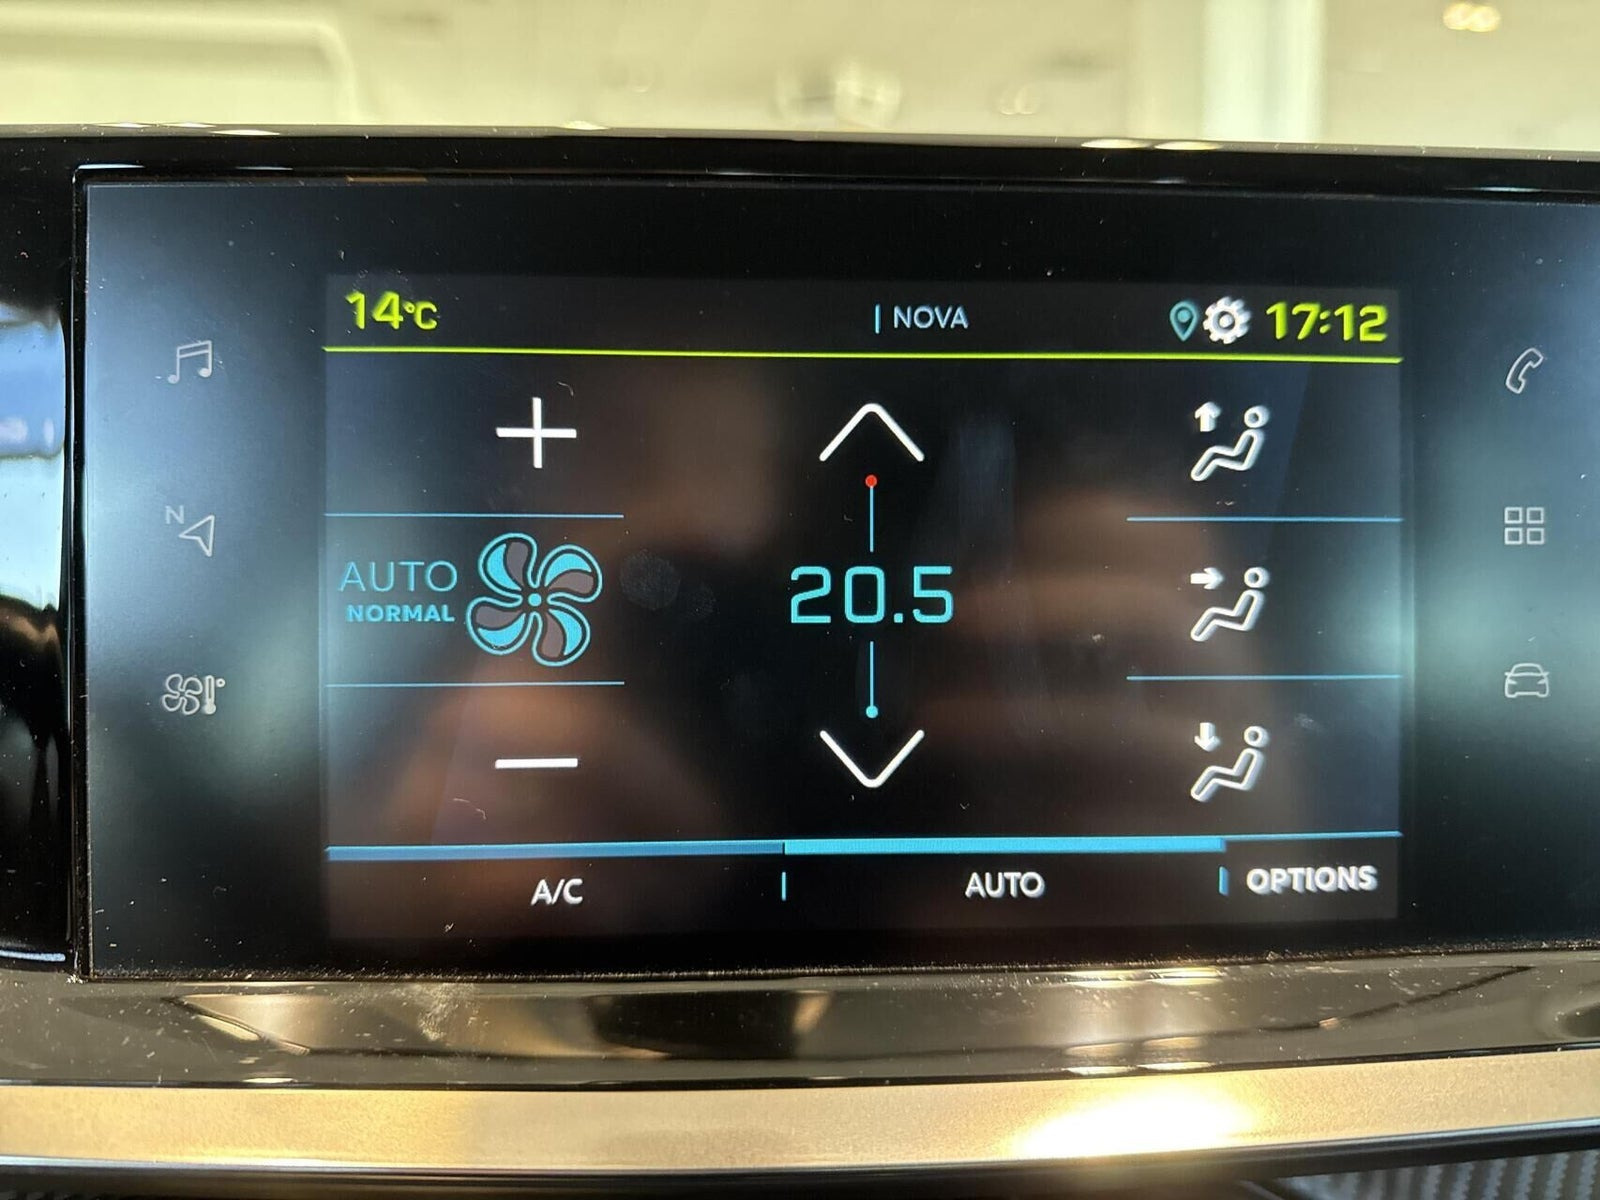 14°C
NOVA
17:12
N
AUTO
NORMAL
20.5
A/C
AUTO
OPTIONS